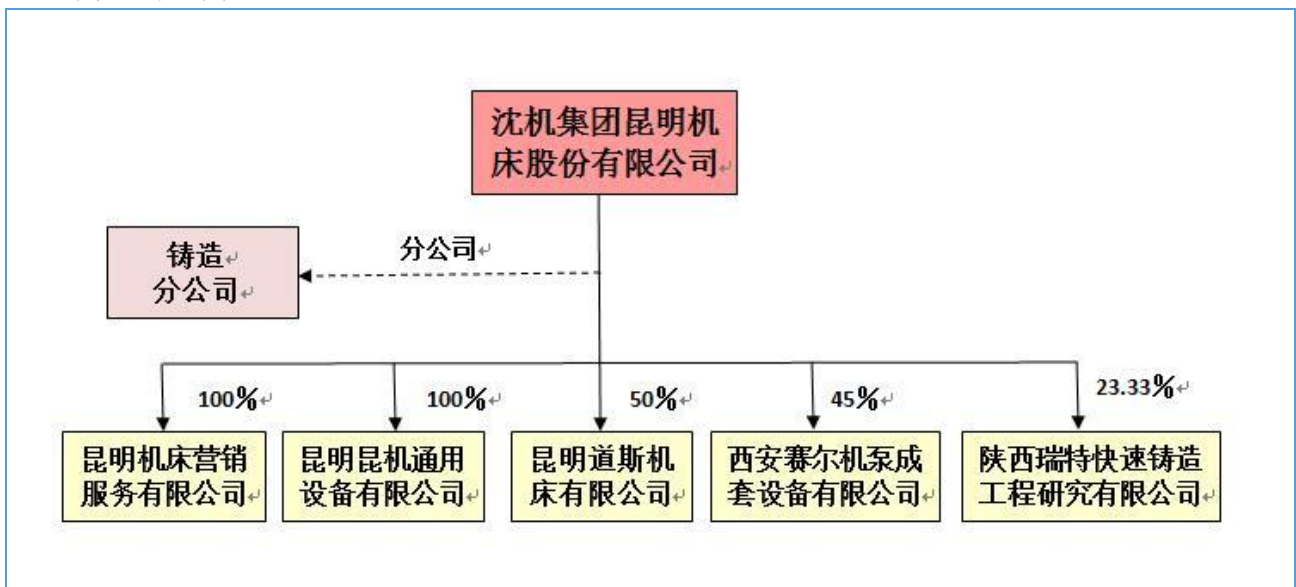 沈机集团昆明机
床股份有限公司
分公司
铸造
分公司
100%
100%
50%
45%
23.33%
昆明机床营销
服务有限公司
昆明昆机通用
设备有限公司
昆明道斯机
床有限公司
西安赛尔机泵成
套设备有限公司
陕西瑞特快速铸造
工程研究有限公司